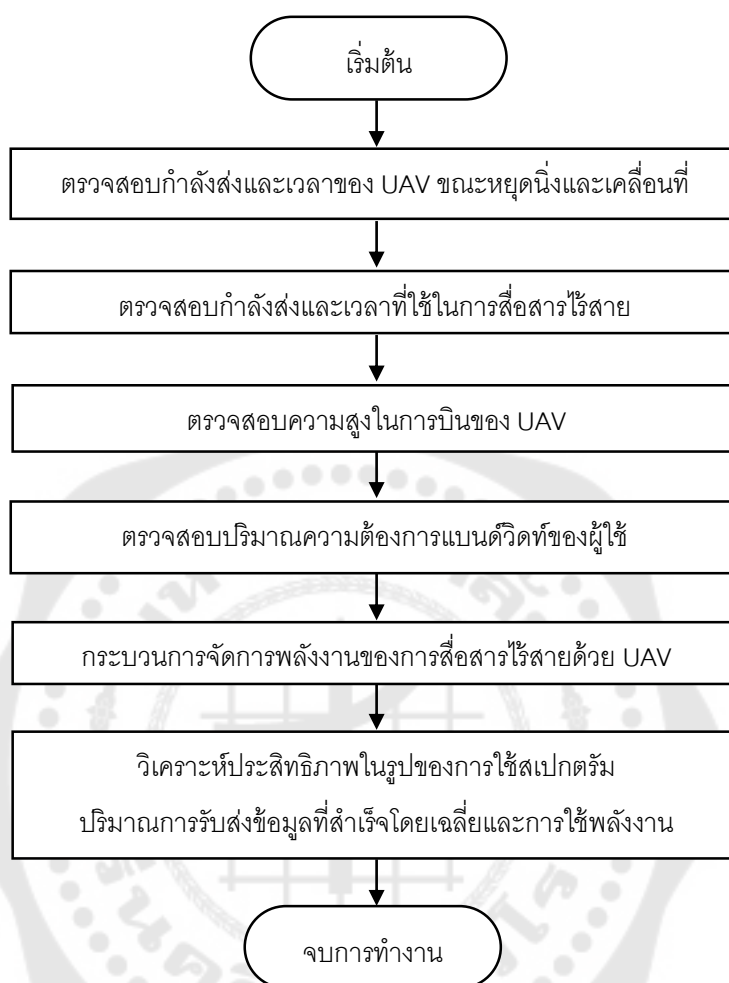 เริ่มต้น
ตรวจสอบกำลังส่งและเวลาของ UAV ขณะหยุดนิ่งและเคลื่อนที่
ตรวจสอบกำลังส่งและเวลาที่ใช้ในการสื่อสารไร้สาย
ตรวจสอบความสูงในการบินของ UAV
ตรวจสอบปริมาณความต้องการแบนด์วิดท์ของผู้ใช้
กระบวนการจัดการพลังงานของการสื่อสารไร้สายด้วย UAV
วิเคราะห์ประสิทธิภาพในรูปของการใช้สเปกตรัม
ปริมาณการรับส่งข้อมูลที่สำเร็จโดยเฉลี่ยและการใช้พลังงาน
จบการทำงาน